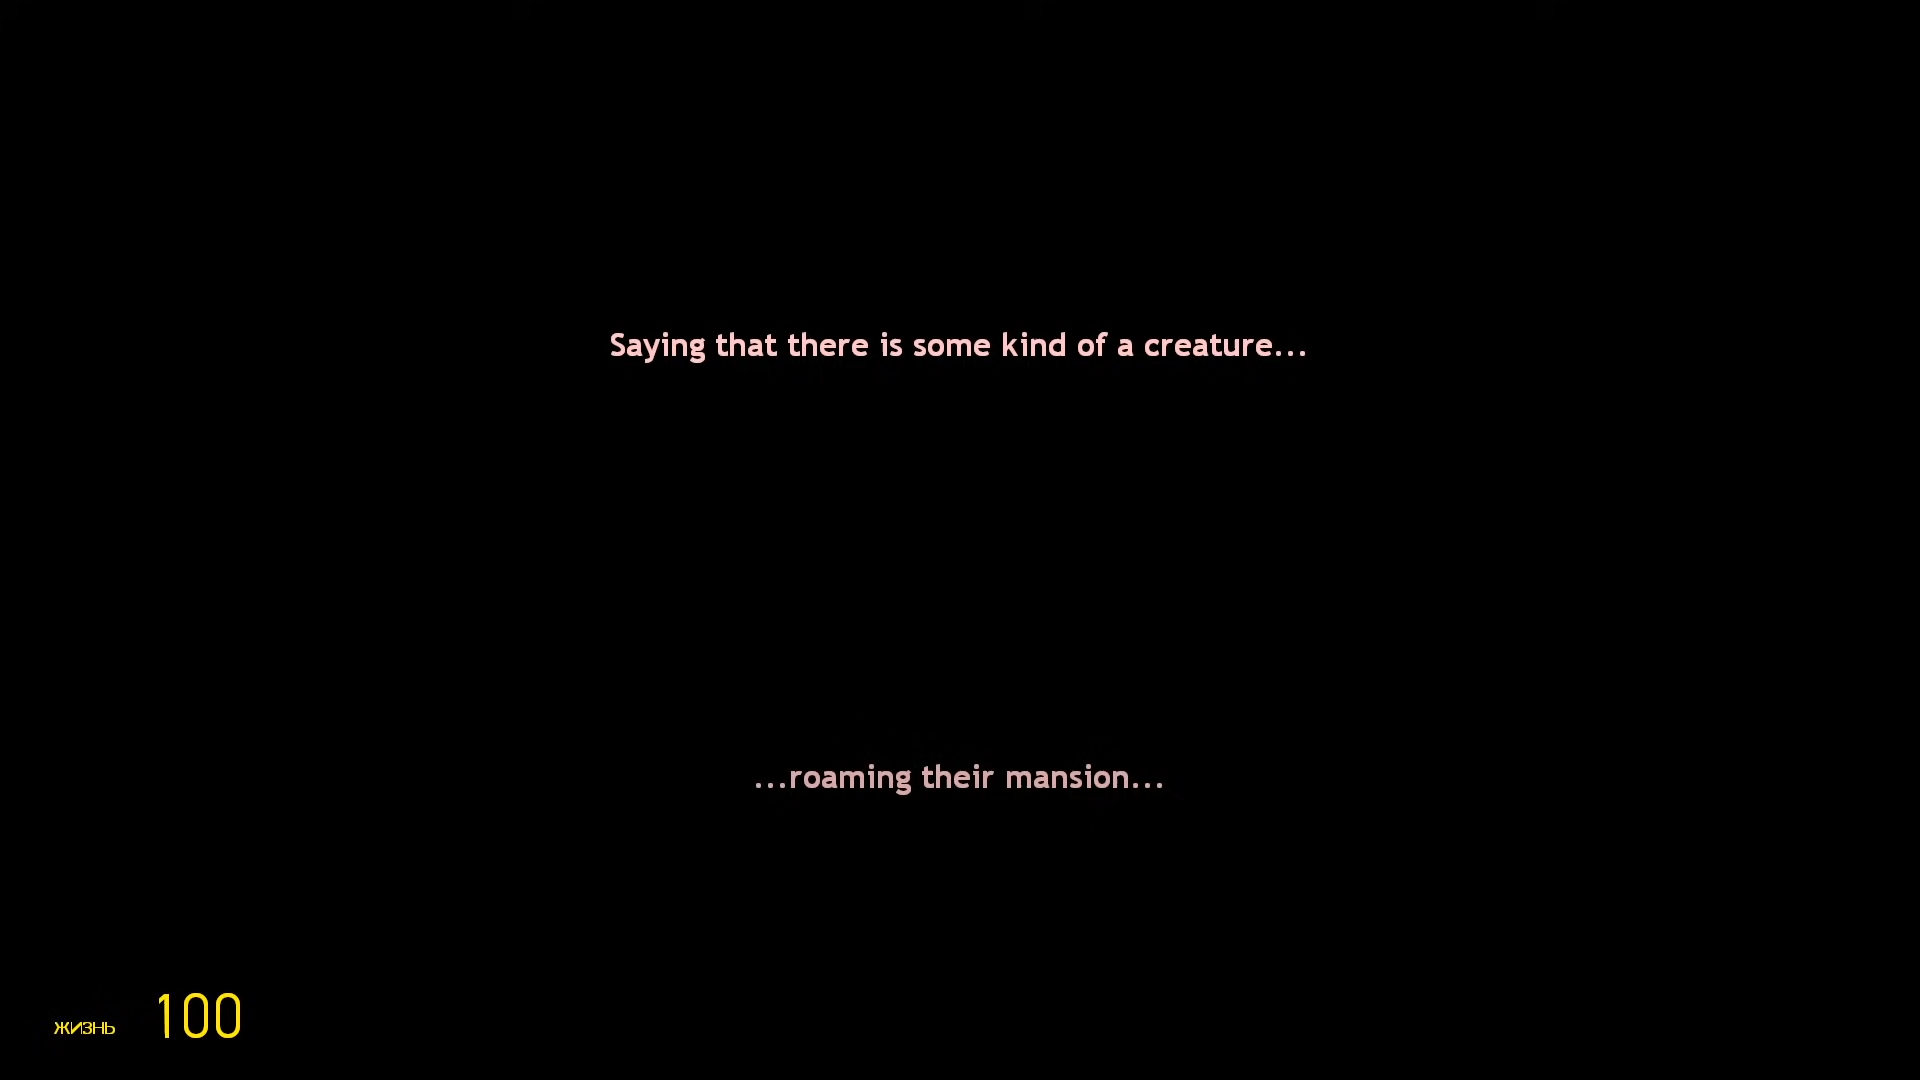 Saying that there is some kind of a creature...
...roaming their mansion...
ЖИЗНЬ 100